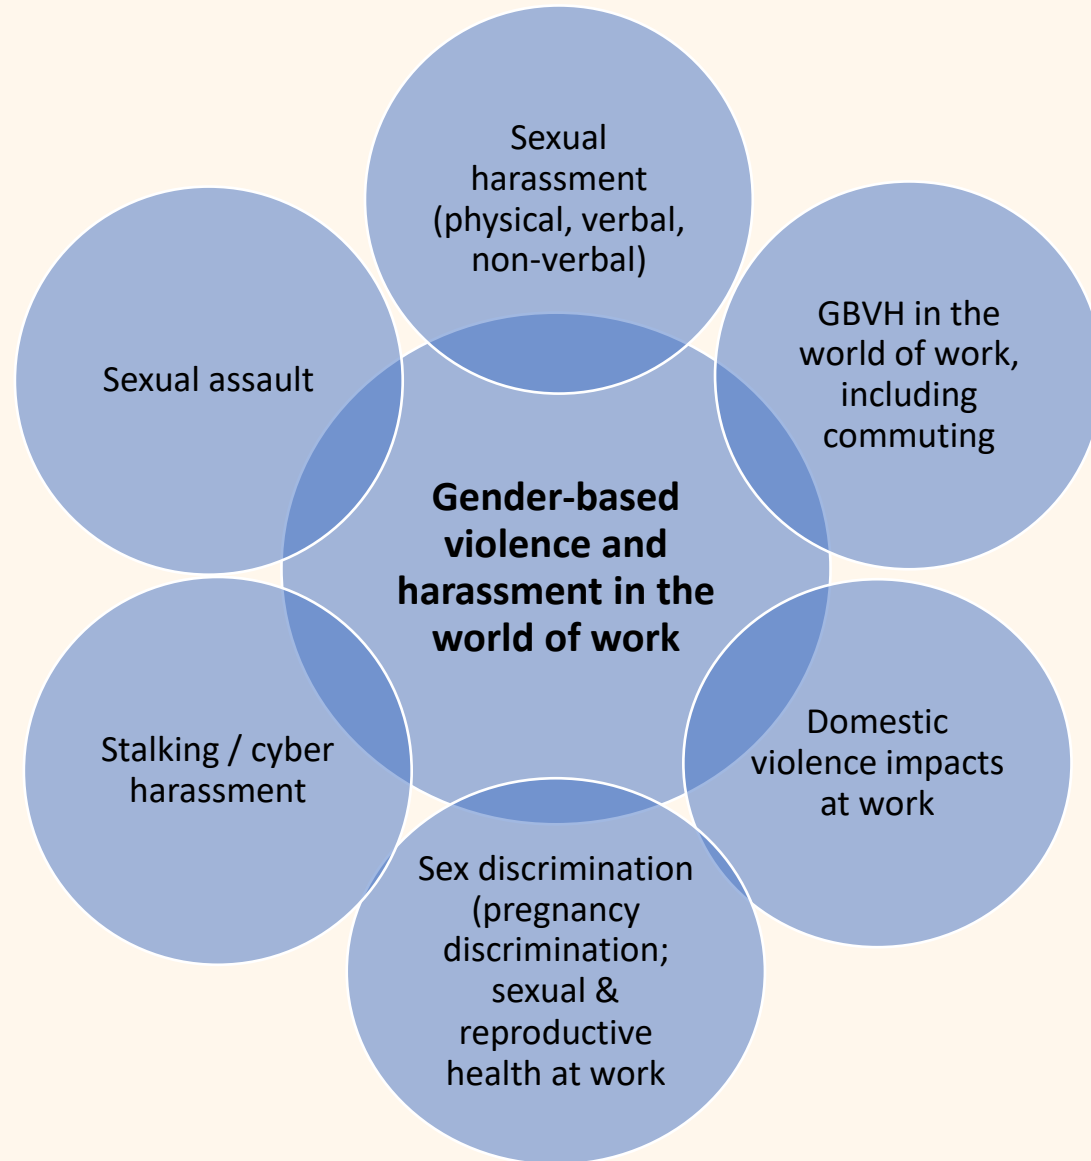 Sexual
harassment
(physical, verbal,
non-verbal)
GBVH in the
world of work,
including
commuting
Sexual assault
Gender-based
violence and
harassment in the
world of work
Stalking / cyber
harassment
Domestic
violence impacts
at work
Sex discrimination
(pregnancy
discrimination;
sexual &
reproductive
health at work